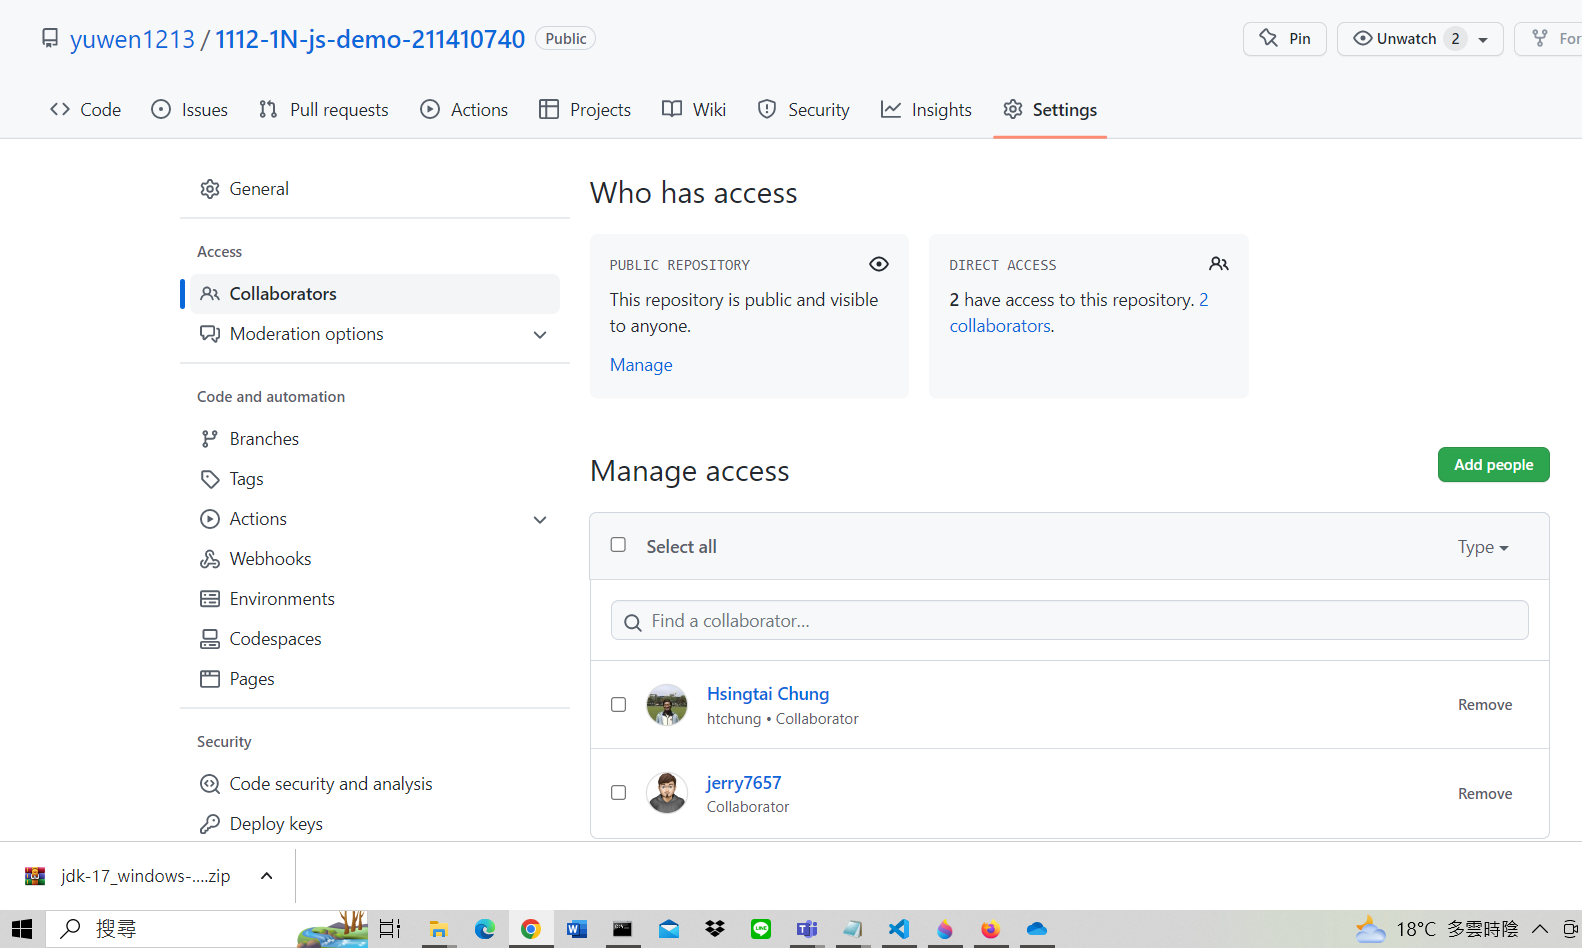 yuwen1213 / 1112-1N-js-demo-211410740 Public
Pin
Unwatch 2
For
Code
Issues
Pull requests
Actions
Projects
Wiki
Security
Insights
Settings
General
Access
Collaborators
Moderation options
Code and automation
Branches
Tags
Actions
Webhooks
Environments
Codespaces
Pages
Security
Code security and analysis
Deploy keys
Who has access
PUBLIC REPOSITORY
This repository is public and visible
to anyone.
Manage
DIRECT ACCESS
2 have access to this repository. 2
collaborators.
Manage access
Add people
Select all
Type
Find a collaborator...
Hsingtai Chung
htchung • Collaborator
Remove
jerry7657
Collaborator
Remove
jdk-17_windows-....zip
搜尋
18°C 多雲時陰